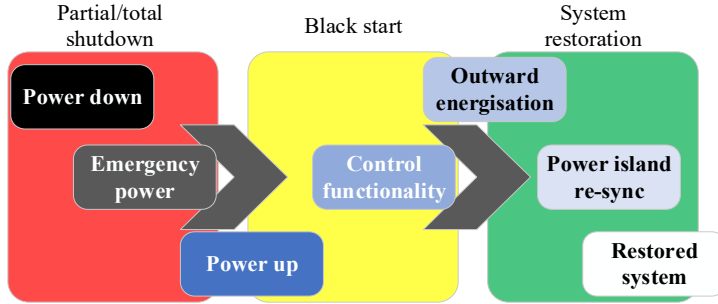 Partial/total
shutdown
Black start
System
restoration
Power down
Emergency
power
Power up
Control
functionality
Outward
energisation
Power island
re-sync
Restored
system